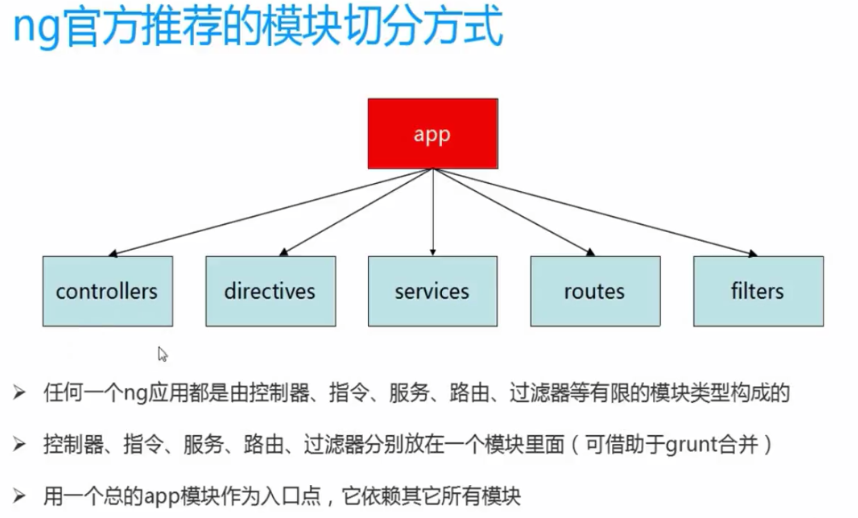 ng官方推荐的模块切分方式
app
controllers
directives
services
routes
filters
任何一个ng应用都是由控制器、指令、服务、路由、过滤器等有限的模块类型构成的
控制器、指令、服务、路由、过滤器分别放在一个模块里面（可借助于grunt合并）
用一个总的app模块作为入口点，它依赖其它所有模块